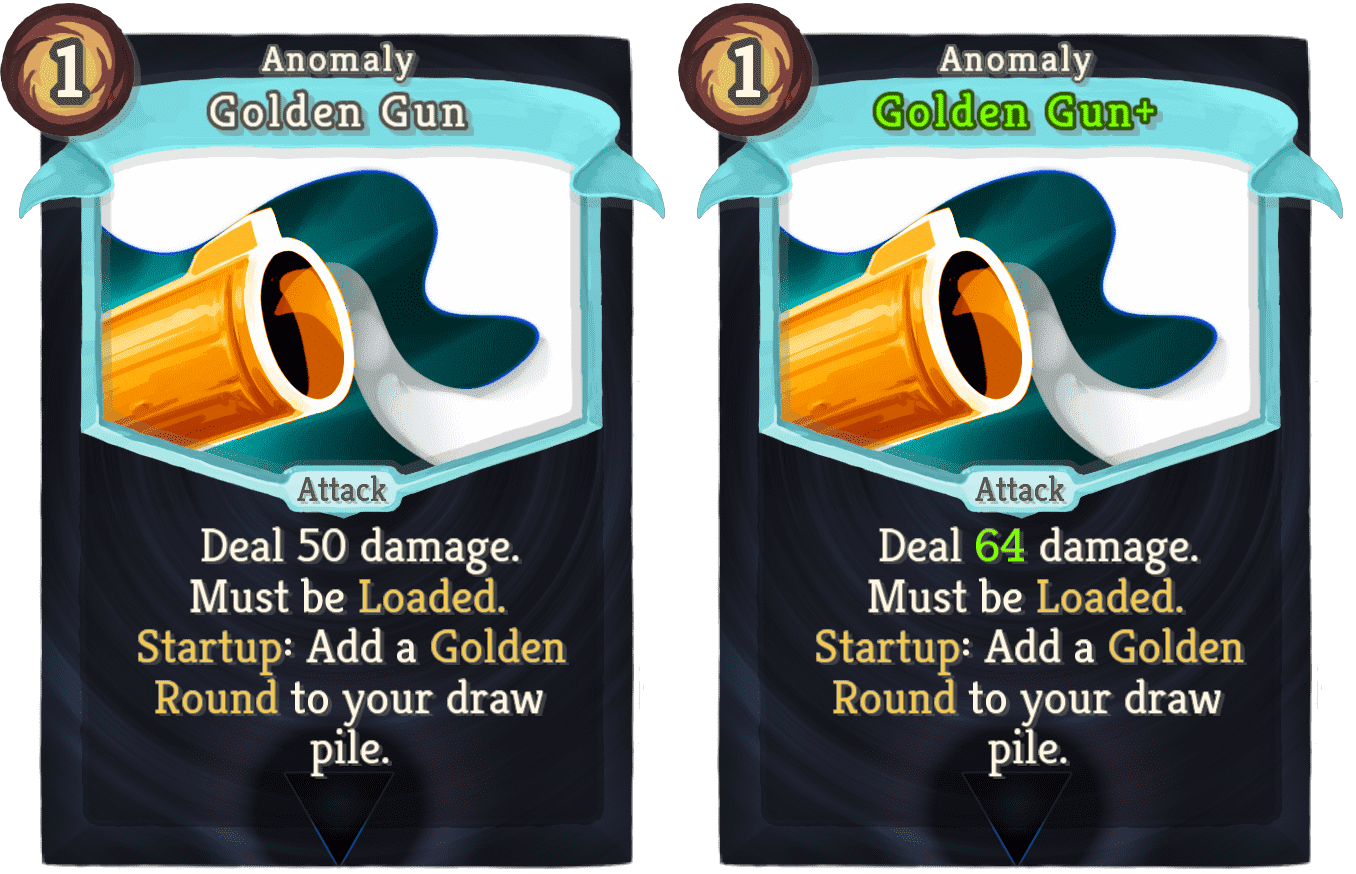 1
Anomaly
Golden Gun
Attack
Deal 50 damage.
Must be Loaded.
Startup: Add a Golden
Round to your draw
pile.
1
Anomaly
Golden Gun+
Attack
Deal 64 damage.
Must be Loaded.
Startup: Add a Golden
Round to your draw
pile.